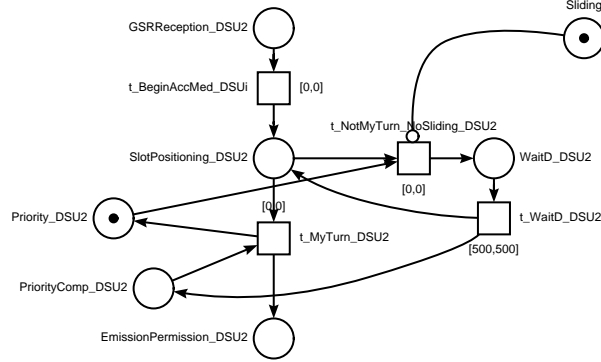 Sliding
GSRReception_DSU2
t_BeginAccMed_DSUi
[0,0]
t_NotMyTurn_NoSliding_DSU2
SlotPositioning_DSU2
WaitD_DSU2
[0,0]
[0,0]
Priority_DSU2
t_WaitD_DSU2
t_MyTurn_DSU2
[500,500]
PriorityComp_DSU2
EmissionPermission_DSU2